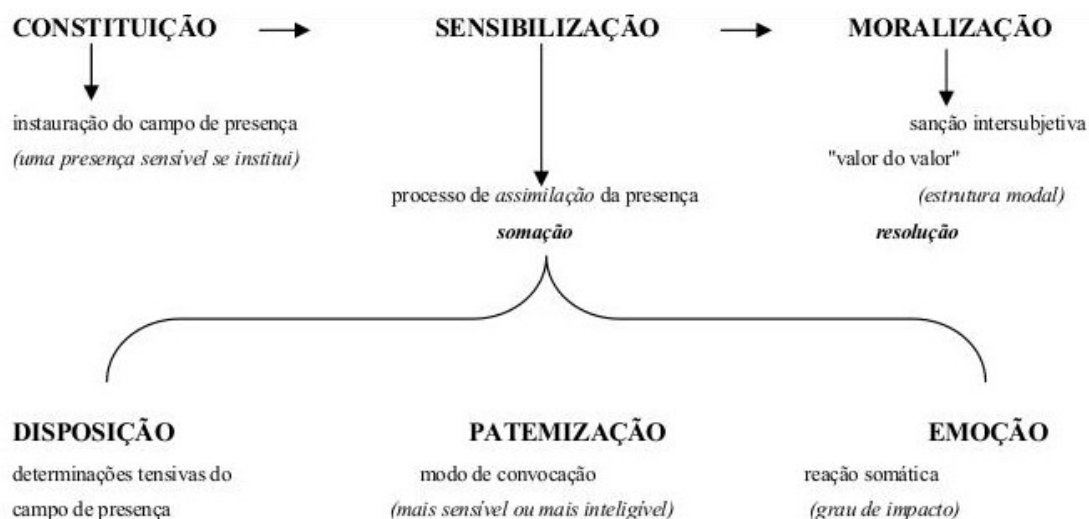 CONSTITUIÇÃO
SENSIBILIZAÇÃO
MORALIZAÇÃO
instauração do campo de presença
(uma presença sensível se institui)
sanção intersubjetiva
"valor do valor"
(estrutura modal)
resolução
processo de assimilação da presença
somação
DISPOSIÇÃO
determinações tensivas do
campo de presença
PATEMIZAÇÃO
modo de convocação
(mais sensível ou mais inteligível)
EMOÇÃO
reação somática
(grau de impacto)